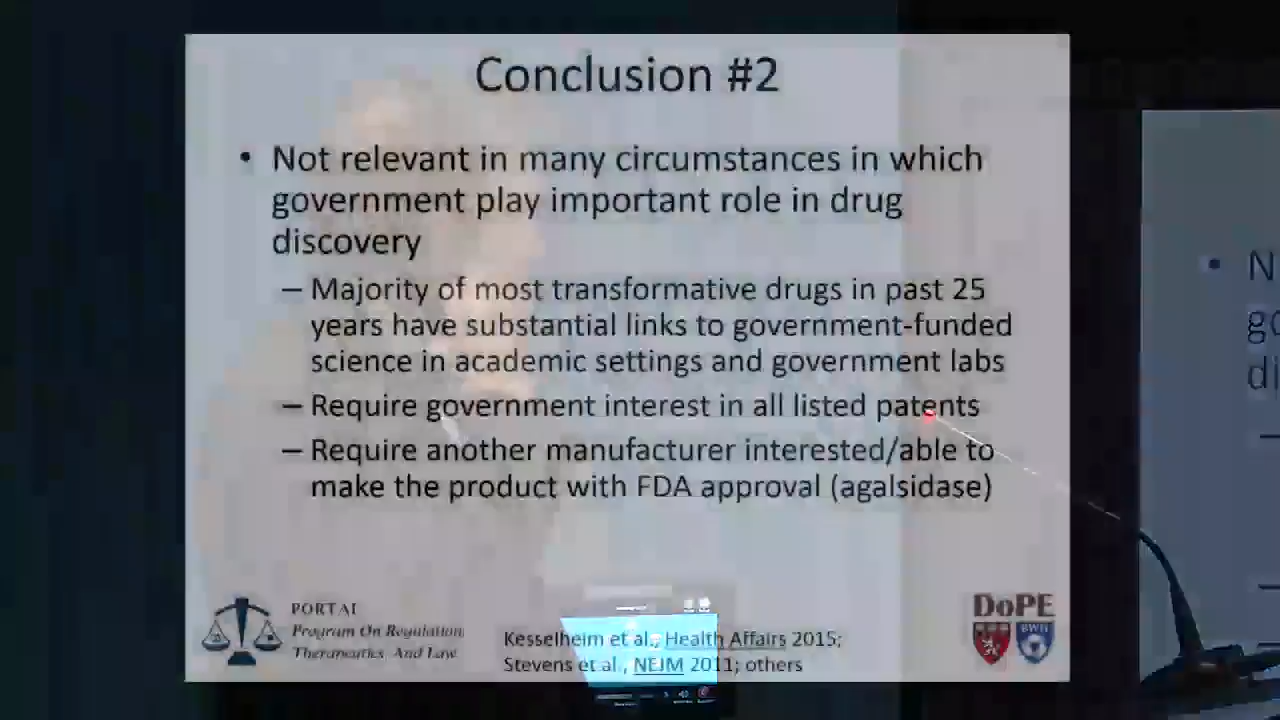 Conclusion #2
• Not relevant in many circumstances in which
government play important role in drug
discovery
– Majority of most transformative drugs in past 25
years have substantial links to government-funded
science in academic settings and government labs
– Require government interest in all listed patents
– Require another manufacturer interested/able to
make the product with FDA approval (agalsidase)
PORTAL
Program On Regulation,
Therapeutics, And Law
Kesselheim et al., Health Affairs 2015;
Stevens et al., NEJM 2011; others
DoPE
BWH
• N
go
di